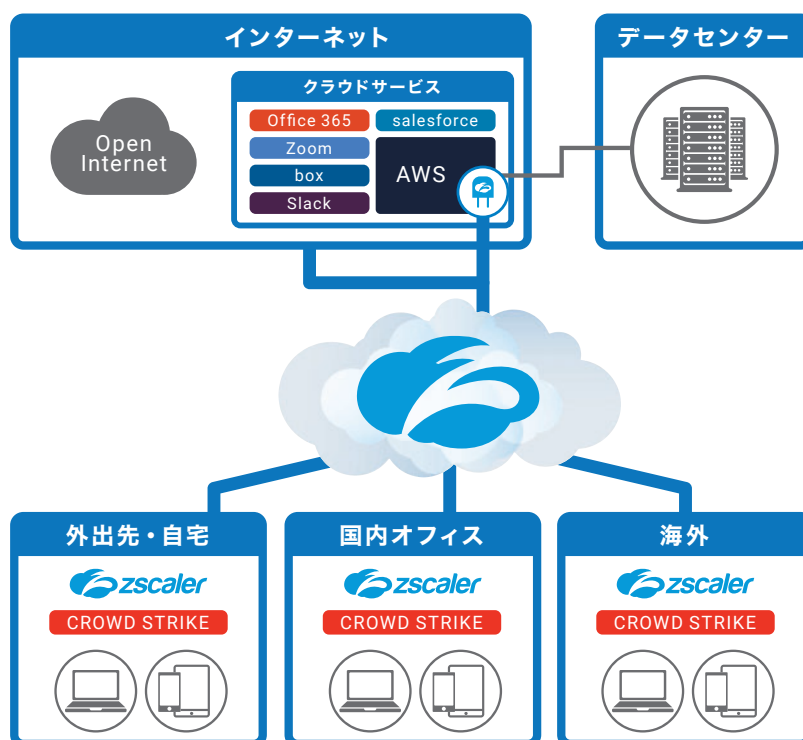 インターネット
データセンター
クラウドサービス
Open
Internet
Office 365
salesforce
Zoom
AWS
box
Slack
外出先・自宅
国内オフィス
海外
zscaler
zscaler
zscaler
CROWD STRIKE
CROWD STRIKE
CROWD STRIKE